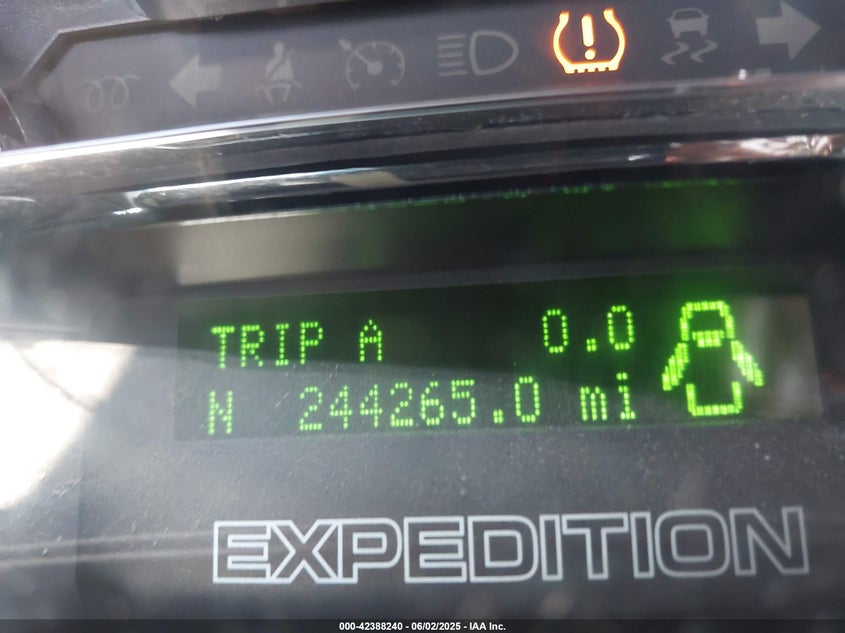 TRIP A 0.0
N 244265.0 mi
EXPEDITION
000-42388240 - 06/02/2025 - IAA Inc.